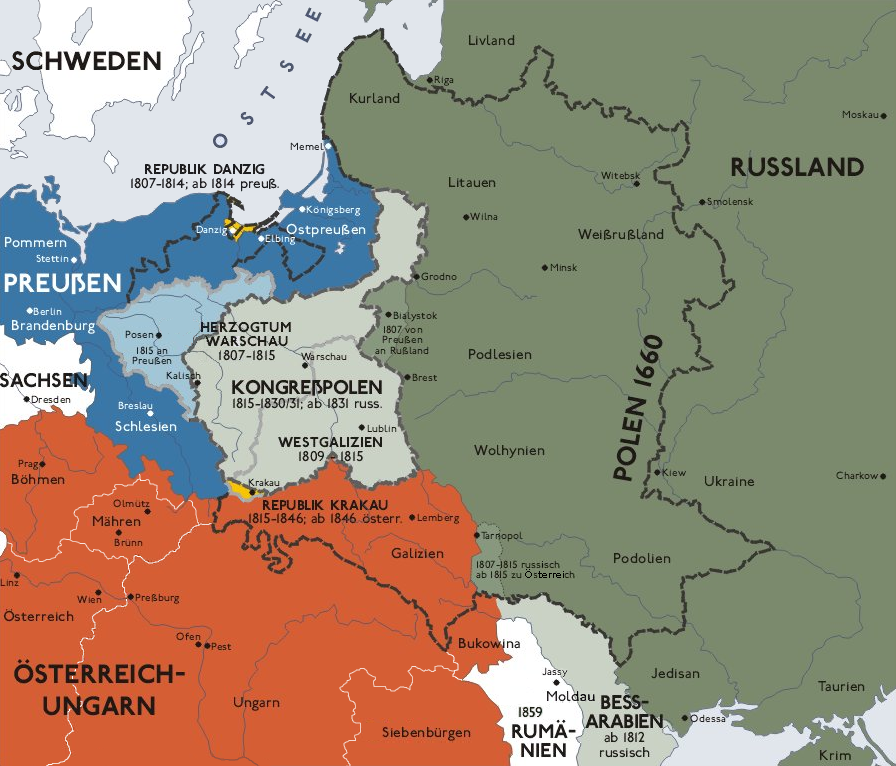 SCHWEDEN
OSTSEE
Livland
Riga
Kurland
Moskau
RUSSLAND
Memel
REPUBLIK DANZIG
1807-1814; ab 1814 preuß.
Litauen
Witebsk
Smolensk
Wilna
Weißrußland
Königsberg
Ostpreußen
Danzig
Elbing
Pommern
Stettin
PREUßEN
Minsk
Grodno
Berlin
Brandenburg
Posen
1815 an
Preußen
HERZOGTUM
WARSCHAU
1807-1815
Bialystok
1807 von
Preußen
an Rußland
Warschau
Podlesien
POLEN 1660
SACHSEN
Dresden
Kalisch
KONGREßPOLEN
1815-1830/31; ab 1831 russ.
Brest
Breslau
Schlesien
Lublin
WESTGALIZIEN
1809 - 1815
Wolhynien
Prag
Böhmen
Krakau
Kiew
Ukraine
Charkow
REPUBLIK KRAKAU
1815-1846; ab 1846 österr.
Olmütz
Mähren
Brünn
Lemberg
Galizien
Tarnopol
1807-1815 russisch
ab 1815 zu Österreich
Podolien
Linz
Wien
Preßburg
Österreich
Ofen
Pest
Bukowina
ÖSTERREICH-
UNGARN
Ungarn
Siebenbürgen
Jassy
Moldau
1859
RUMÄ-
NIEN
BESS-
ARABIEN
ab 1812
russisch
Jedisan
Odessa
Taurien
Krim